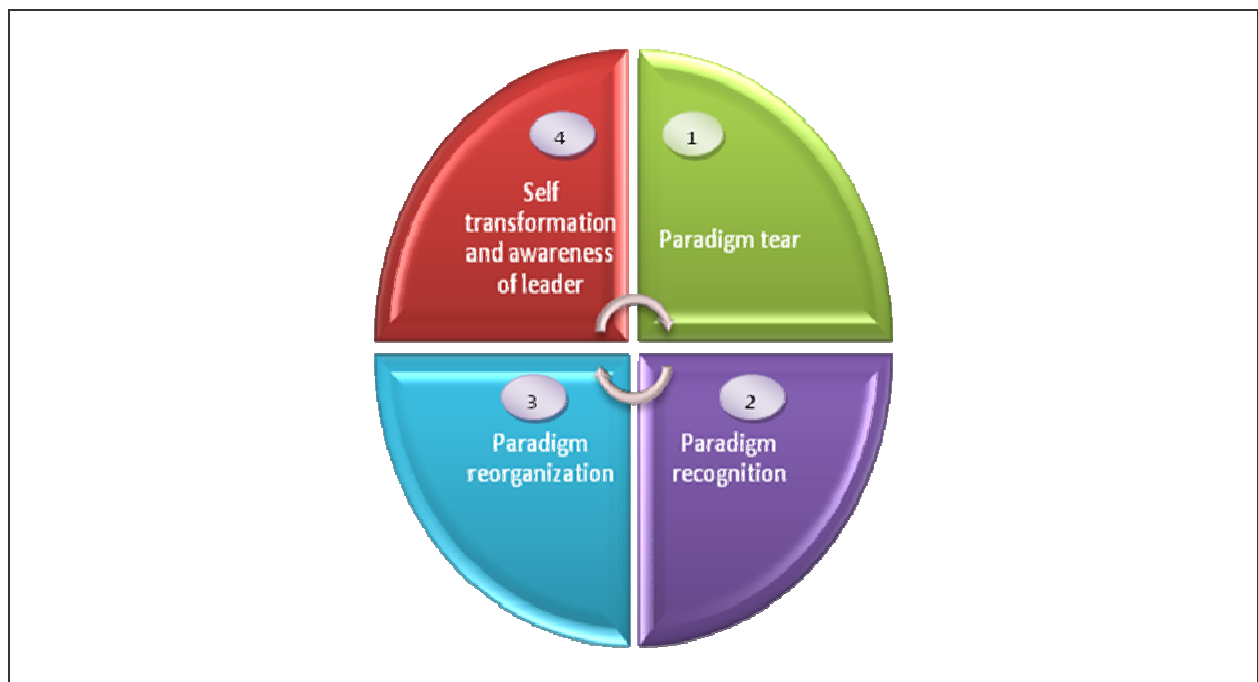 4
Self
transformation
and awareness
of leader
1
Paradigm tear
3
Paradigm
reorganization
2
Paradigm
recognition